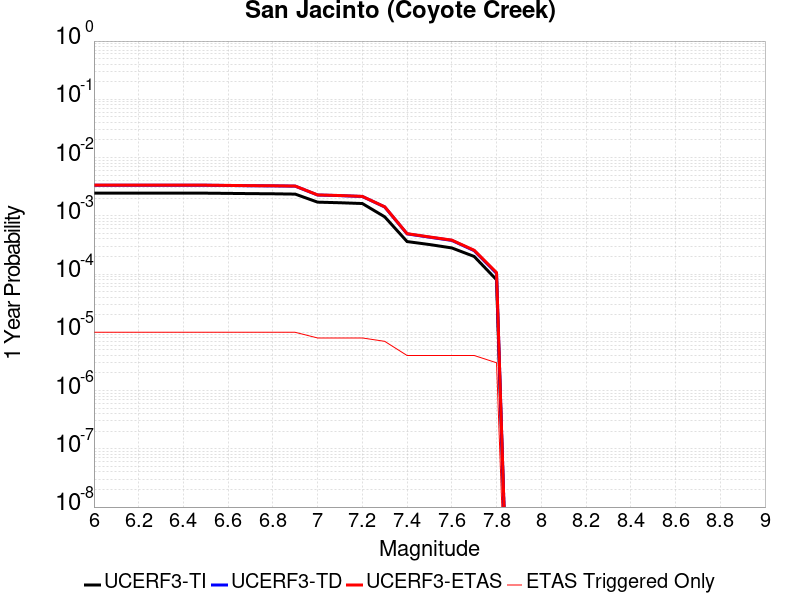 San Jacinto (Coyote Creek)
10^0
10^-1
10^-2
10^-3
10^-4
10^-5
10^-6
10^-7
10^-8
1 Year Probability
6 6.2 6.4 6.6 6.8 7 7.2 7.4 7.6 7.8 8 8.2 8.4 8.6 8.8 9
Magnitude
UCERF3-TI UCERF3-TD UCERF3-ETAS ETAS Triggered Only